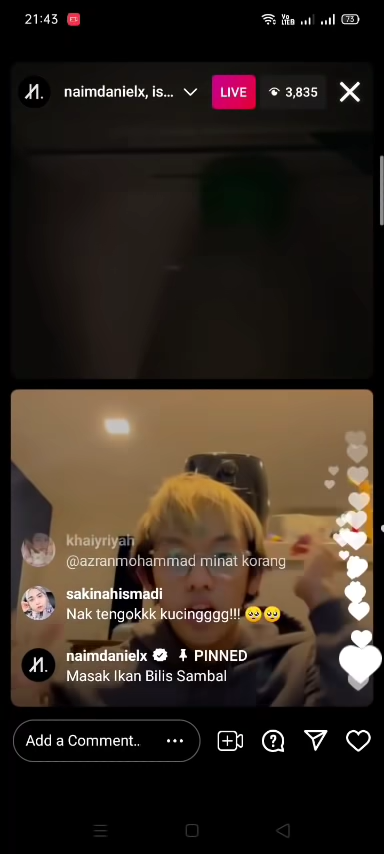 21:43
73
naimdanielx, is...
LIVE
3,835
khaiyriyah
@azranmohammad minat korang
sakinahismadi
Nak tengokkk kucingggg!!! 🥺🥺
naimdanielx PINNED
Masak Ikan Bilis Sambal
Add a Comment..